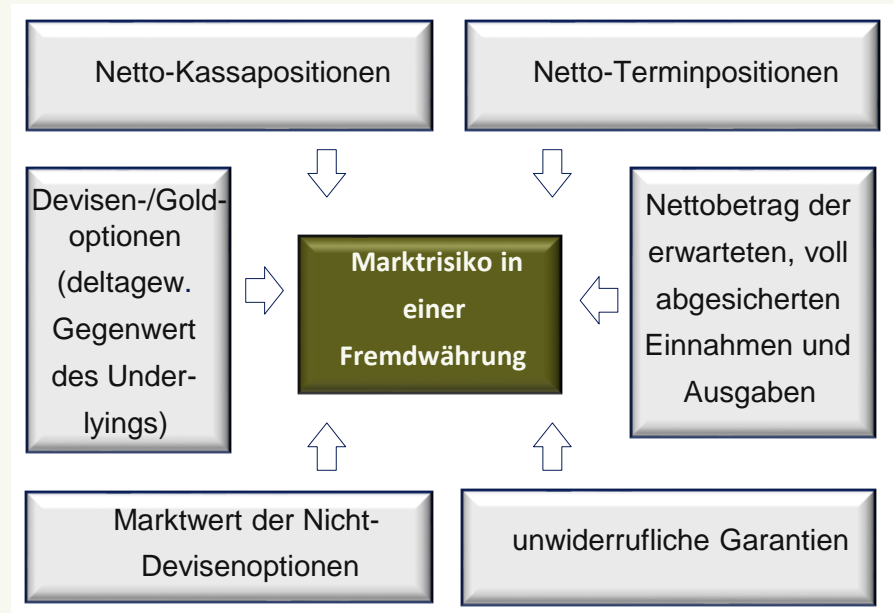 Netto-Kassapositionen
Netto-Terminpositionen
Devisen-/Gold-
optionen
(deltagew.
Gegenwert
des Under-
lyings)
Marktrisiko in
einer
Fremdwährung
Nettobetrag der
erwarteten, voll
abgesicherten
Einnahmen und
Ausgaben
Marktwert der Nicht-
Devisenoptionen
unwiderrufliche Garantien